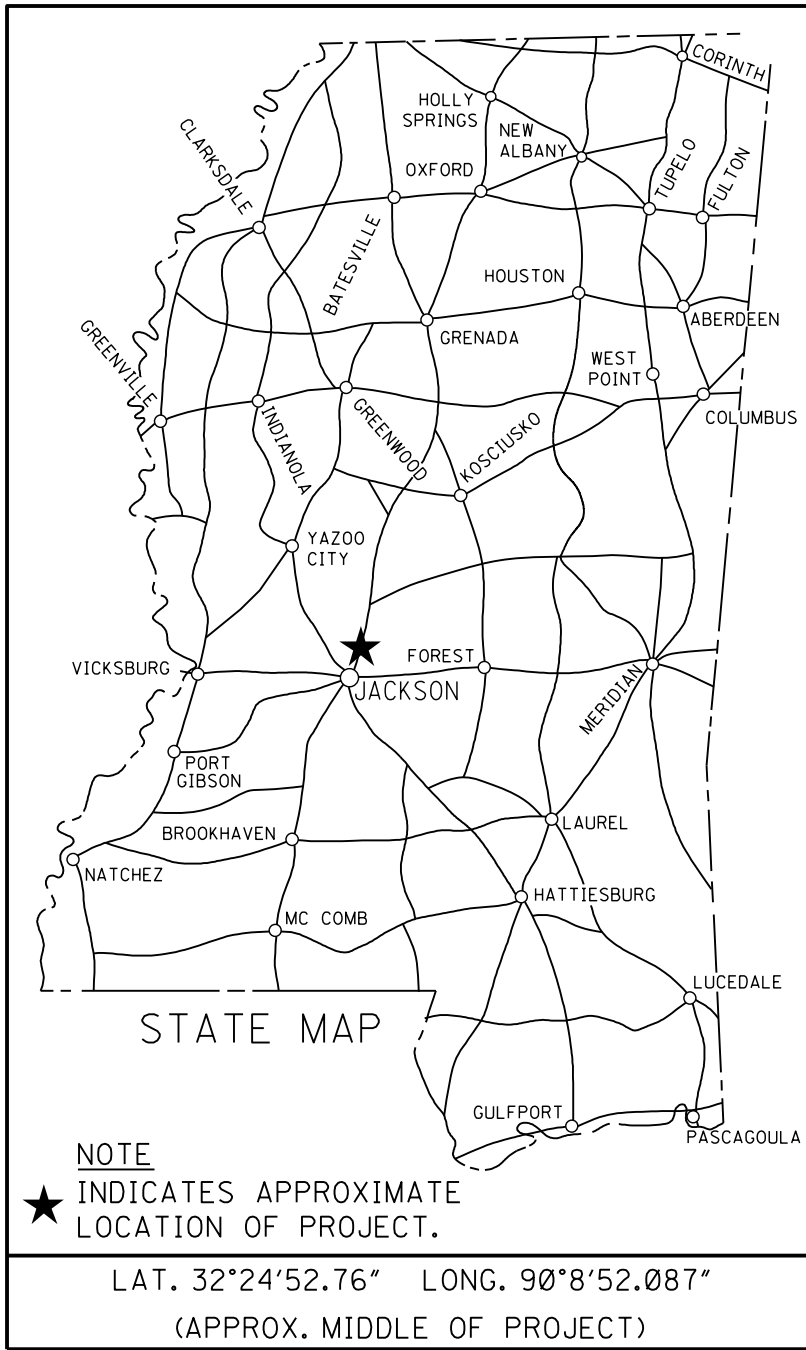 CORINTH
HOLLY
SPRINGS
NEW
ALBANY
CLARKSDALE
OXFORD
TUPELO
FULTON
BATESVILLE
HOUSTON
ABERDEEN
GREENVILLE
GRENADA
WEST
POINT
COLUMBUS
INDIANOLA
GREENWOOD
KOSCIUSKO
YAZOO
CITY
VICKSBURG
FOREST
JACKSON
MERIDIAN
PORT
GIBSON
BROOKHAVEN
LAUREL
NATCHEZ
HATTIESBURG
MC COMB
LUCEDALE
STATE MAP
GULFPORT
PASCAGOULA
NOTE
★ INDICATES APPROXIMATE
LOCATION OF PROJECT.
LAT. 32°24'52.76" LONG. 90°8'52.087"
(APPROX. MIDDLE OF PROJECT)